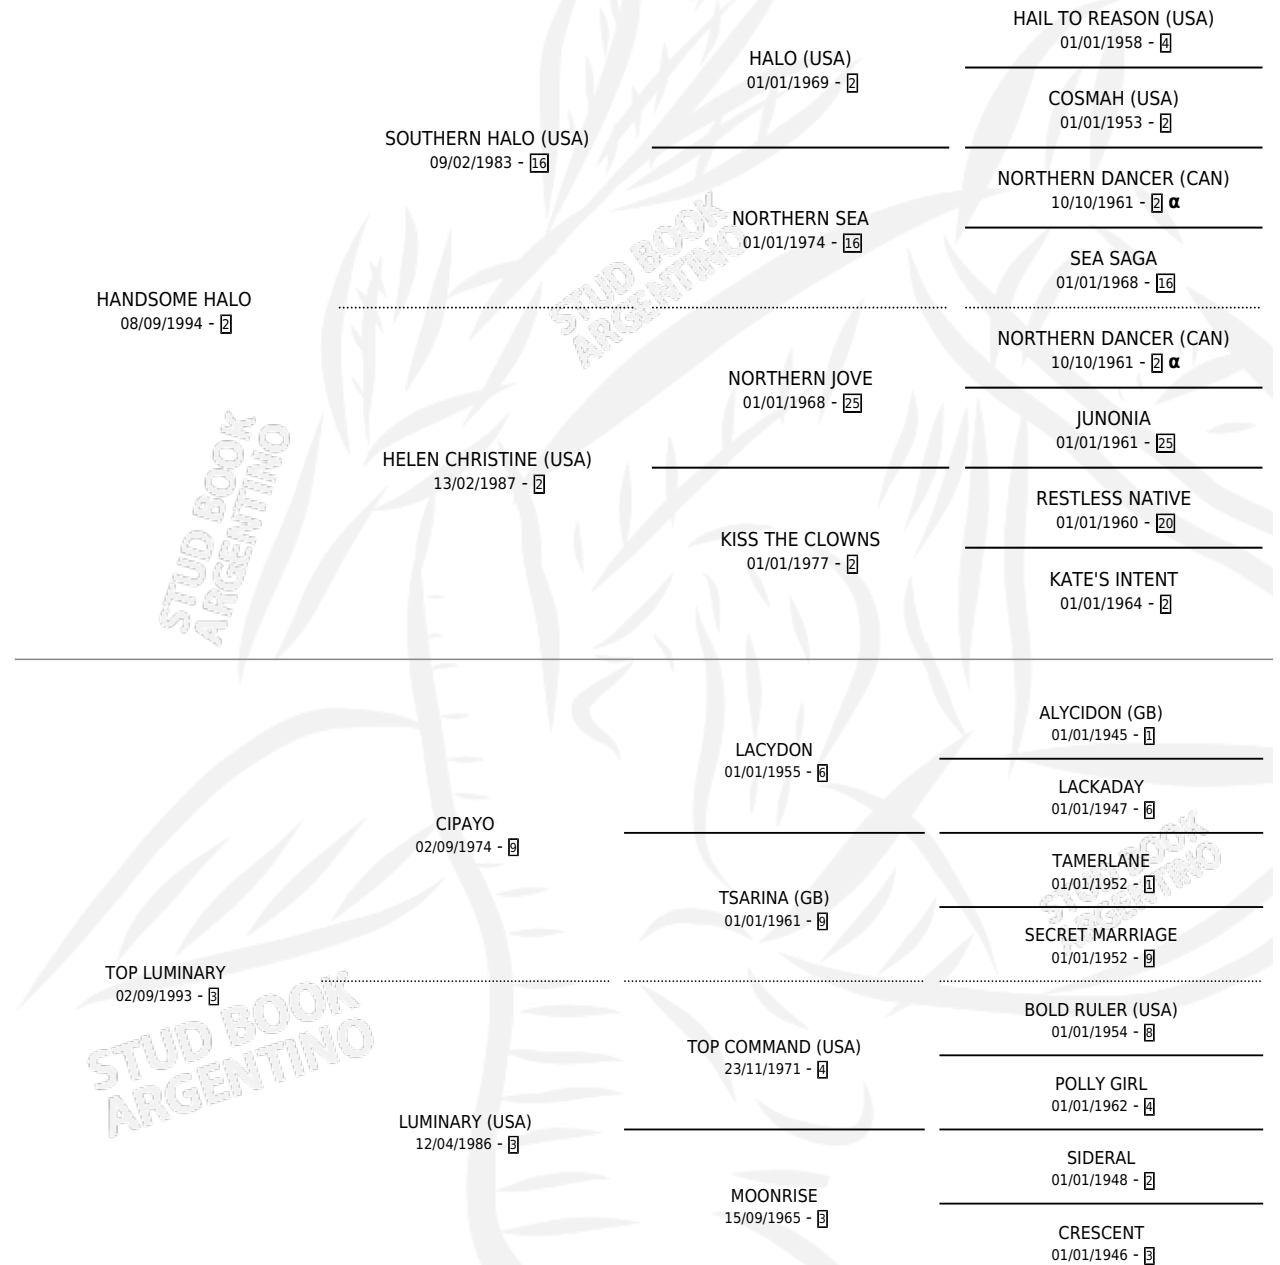 HAIL TO REASON (USA)
01/01/1958 - 4
HALO (USA)
01/01/1969 - 2
COSMAH (USA)
01/01/1953 - 2
SOUTHERN HALO (USA)
09/02/1983 - 16
NORTHERN DANCER (CAN)
10/10/1961 - 2 α
NORTHERN SEA
01/01/1974 - 16
SEA SAGA
01/01/1968 - 16
HANDSOME HALO
08/09/1994 - 2
NORTHERN DANCER (CAN)
10/10/1961 - 2 α
NORTHERN JOVE
01/01/1968 - 25
JUNONIA
01/01/1961 - 25
HELEN CHRISTINE (USA)
13/02/1987 - 2
RESTLESS NATIVE
01/01/1960 - 20
KISS THE CLOWNS
01/01/1977 - 2
KATE'S INTENT
01/01/1964 - 2
STUD BOOK
ARGENTINO
STUD BOOK
ARGENTINO
ALYCIDON (GB)
01/01/1945 - 1
LACYDON
01/01/1955 - 6
LACKADAY
01/01/1947 - 6
CIPAYO
02/09/1974 - 9
TAMERLANE
01/01/1952 - 1
TSARINA (GB)
01/01/1961 - 9
SECRET MARRIAGE
01/01/1952 - 9
TOP LUMINARY
02/09/1993 - 3
BOLD RULER (USA)
01/01/1954 - 8
TOP COMMAND (USA)
23/11/1971 - 4
POLLY GIRL
01/01/1962 - 4
LUMINARY (USA)
12/04/1986 - 3
SIDERAL
01/01/1948 - 2
MOONRISE
15/09/1965 - 3
CRESCENT
01/01/1946 - 3
STUD BOOK
ARGENTINO
STUD BOOK
ARGENTINO